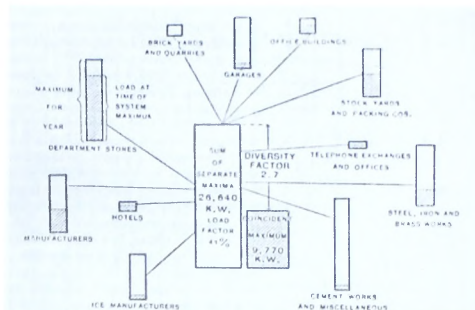 BRICK YARDS
AND QUARRIES
OFFICE BUILDINGS
GARAGES
STOCK YARDS
AND PACKING COS.
MAXIMUM
FOR
YEAR
LOAD AT
TIME OF
SYSTEM
MAXIMUM
DEPARTMENT STORES
SUM
OF
SEPARATE
MAXIMA
26,640
K.W.
LOAD
FACTOR
%
DIVERSITY
FACTOR
2.7
TELEPHONE EXCHANGES
AND OFFICES
STEEL, IRON AND
BRASS WORKS
HOTELS
MANUFACTURERS
COINCIDENT
MAXIMUM
9,770
K.W.
ICE MANUFACTURERS
CEMENT WORKS
AND MISCELLANEOUS